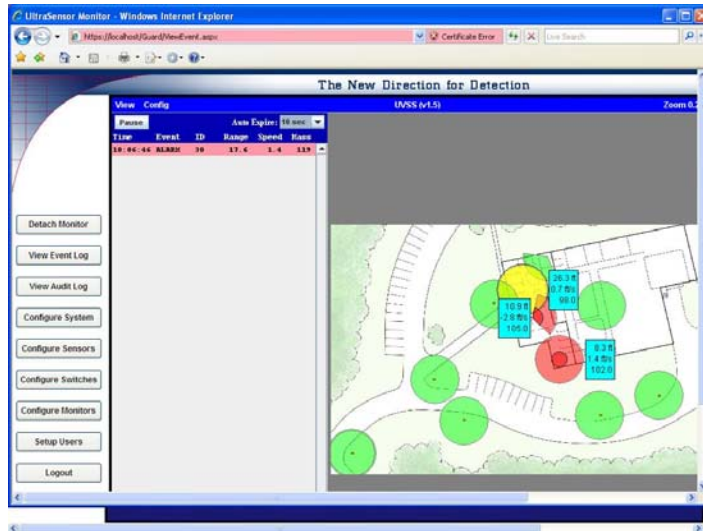 UltraSensor Monitor - Windows Internet Explorer
https://localhost/Guard/ViewEvent.aspx
Certificate Error
Live Search
The New Direction for Detection
View Config
UVSS (v1.5)
Zoom 0.2
Pause
Auto Expire: 16 sec
Time Event ID Range Speed Mass
10:06:46 ALARM 30 17.6 1.4 119
Detach Monitor
View Event Log
View Audit Log
Configure System
Configure Sensors
Configure Switches
Configure Monitors
Setup Users
Logout
26.3 ft
0.7 ft/s
98.0
10.9 ft
-2.8 ft/s
105.0
8.3 ft
1.4 ft/s
102.0